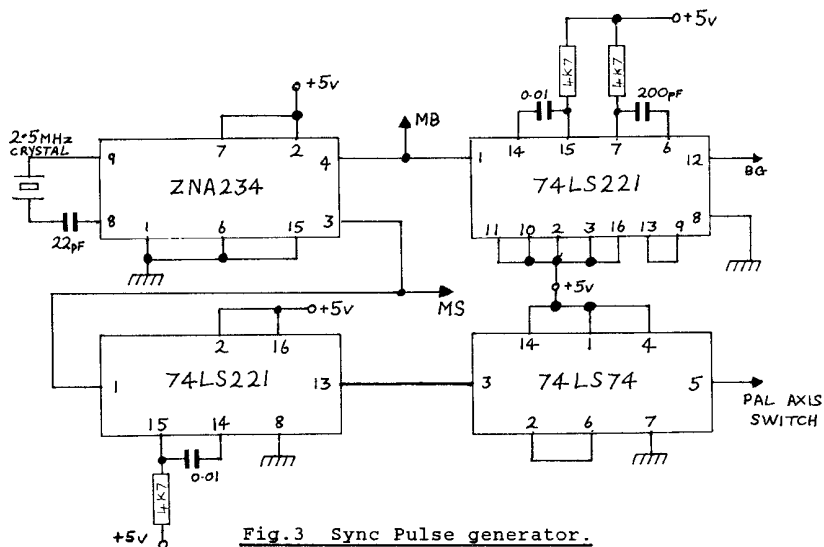 +5v
4K7
4K7
0.01
200pF
+5v
2.5MHz
CRYSTAL
22pF
9
8
7
2
4
3
1
6
15
ZNA234
MB
MS
1
14
15
7
6
12
8
74LS221
11
10
2
3
16
13
9
BG
+5v
+5v
1
2
16
13
74LS221
15
14
8
0.01
4K7
+5v
3
14
1
4
5
74LS74
2
6
7
PAL AXIS
SWITCH
Fig.3 Sync Pulse generator.